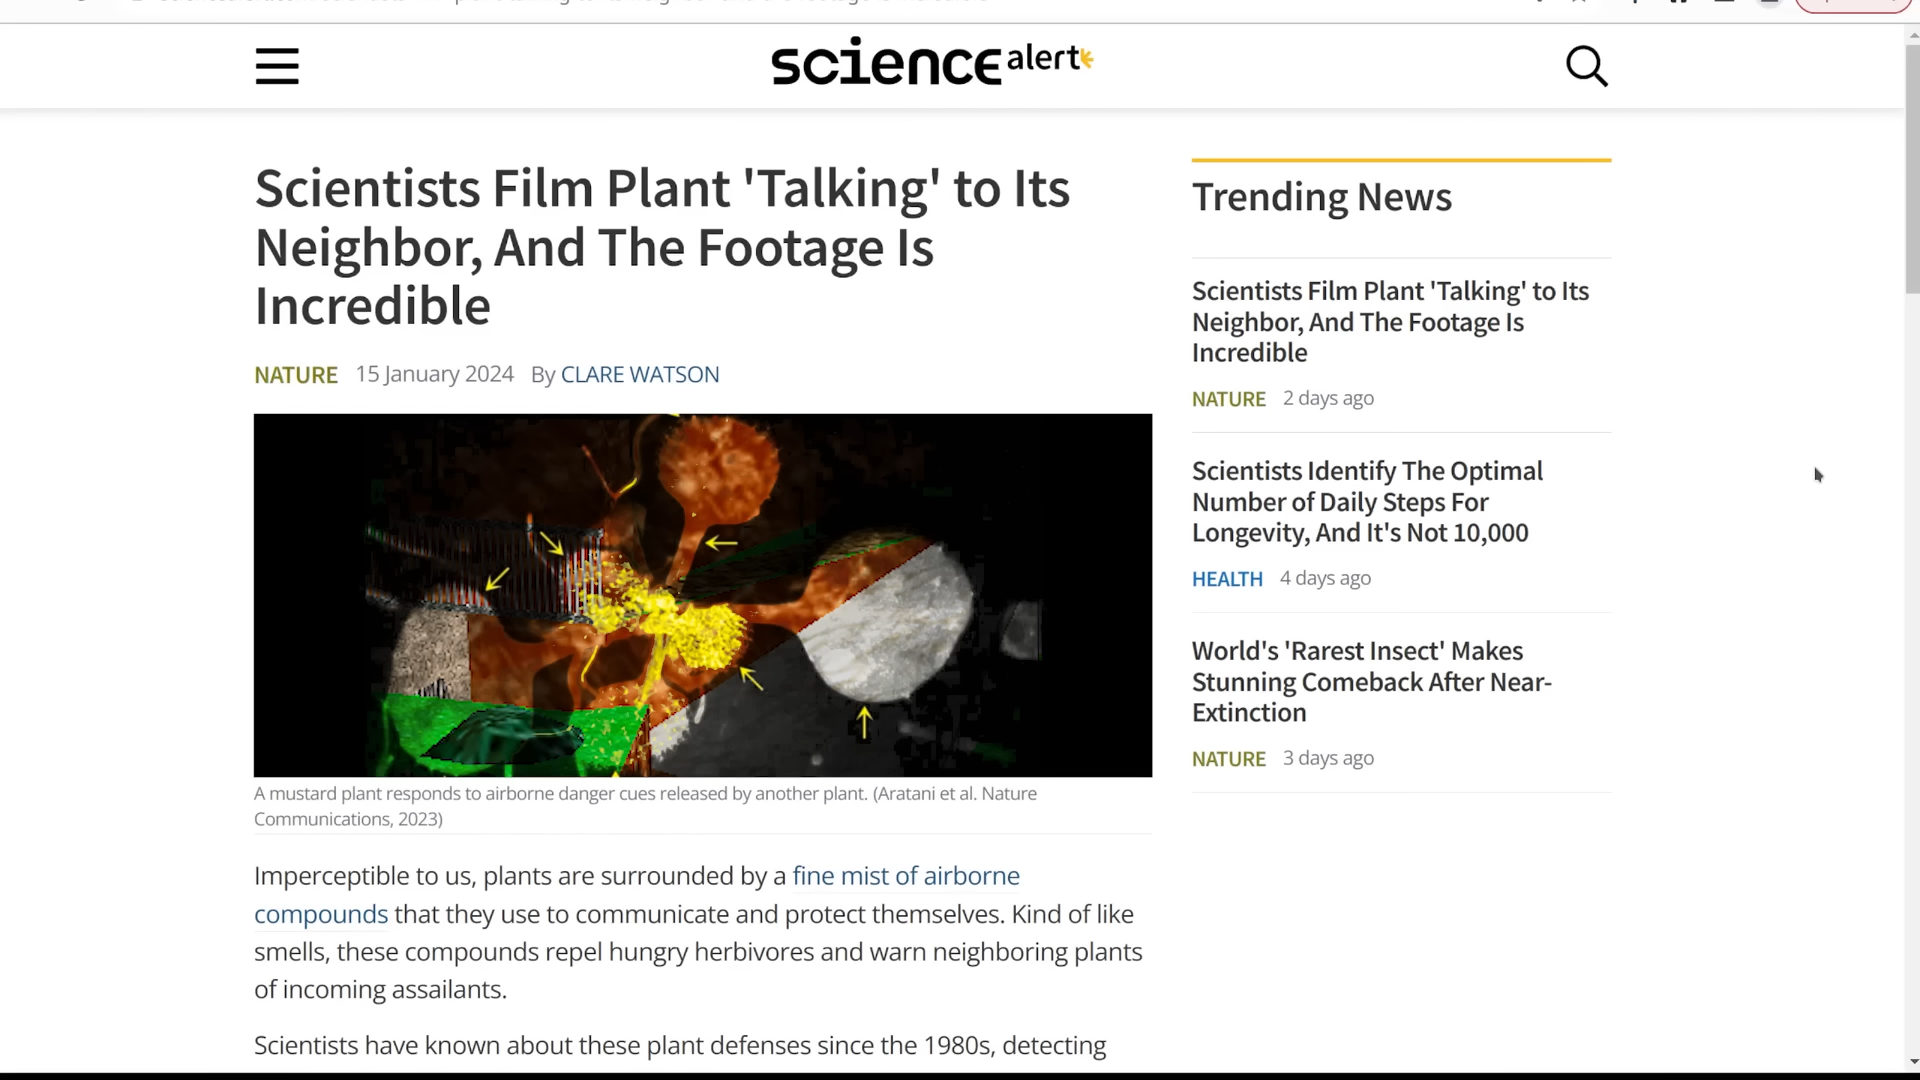 science alert
Scientists Film Plant 'Talking' to Its
Neighbor, And The Footage Is
Incredible
NATURE 15 January 2024 By CLARE WATSON
A mustard plant responds to airborne danger cues released by another plant. (Aratani et al. Nature
Communications, 2023)
Imperceptible to us, plants are surrounded by a fine mist of airborne
compounds that they use to communicate and protect themselves. Kind of like
smells, these compounds repel hungry herbivores and warn neighboring plants
of incoming assailants.
Scientists have known about these plant defenses since the 1980s, detecting
Trending News
Scientists Film Plant 'Talking' to Its
Neighbor, And The Footage Is
Incredible
NATURE 2 days ago
Scientists Identify The Optimal
Number of Daily Steps For
Longevity, And It's Not 10,000
HEALTH 4 days ago
World's 'Rarest Insect' Makes
Stunning Comeback After Near-
Extinction
NATURE 3 days ago